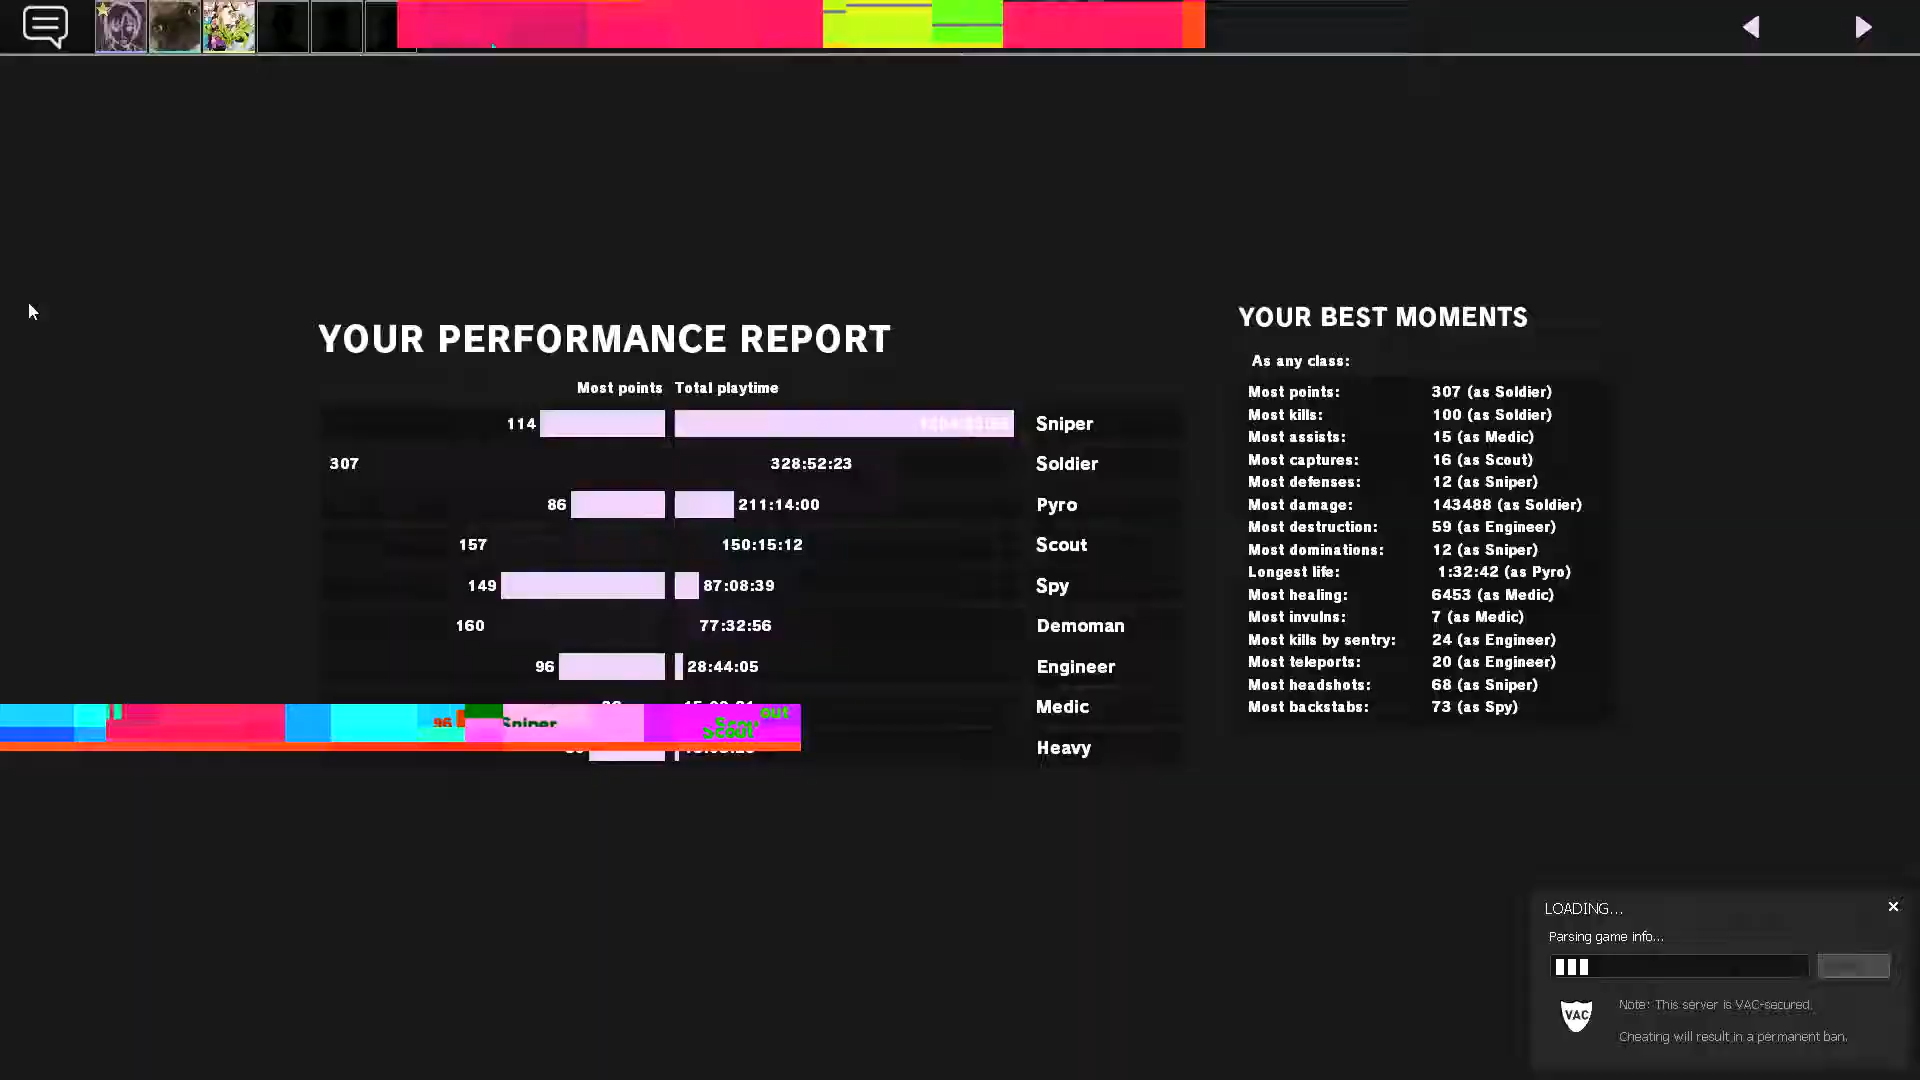 YOUR PERFORMANCE REPORT
Most points Total playtime
114 Sniper
307 328:52:23 Soldier
86 211:14:00 Pyro
157 150:15:12 Scout
149 87:08:39 Spy
160 77:32:56 Demoman
96 28:44:05 Engineer
Medic
96 Sniper Scout
Heavy
YOUR BEST MOMENTS
As any class:
Most points: 307 (as Soldier)
Most kills: 100 (as Soldier)
Most assists: 15 (as Medic)
Most captures: 16 (as Scout)
Most defenses: 12 (as Sniper)
Most damage: 143488 (as Soldier)
Most destruction: 59 (as Engineer)
Most dominations: 12 (as Sniper)
Longest life: 1:32:42 (as Pyro)
Most healing: 6453 (as Medic)
Most invulns: 7 (as Medic)
Most kills by sentry: 24 (as Engineer)
Most teleports: 20 (as Engineer)
Most headshots: 68 (as Sniper)
Most backstabs: 73 (as Spy)
LOADING...
Parsing game info...
VAC
Note: This server is VAC-secured.
Cheating will result in a permanent ban.